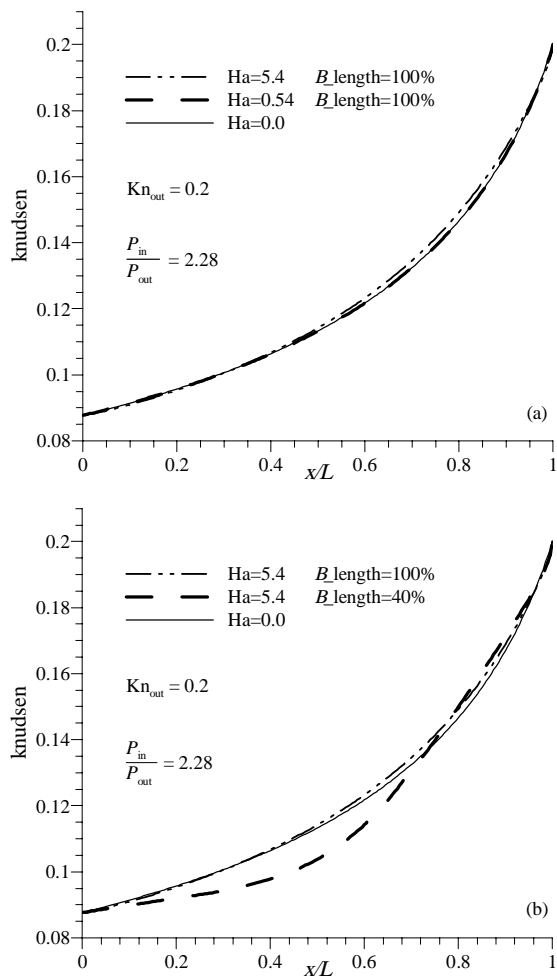 0.2
Ha=5.4 B_length=100%
Ha=0.54 B_length=100%
Ha=0.0
0.18
0.16
Kn_out = 0.2
knudsen
0.14
P_in / P_out = 2.28
0.12
0.1
(a)
0.08
0 0.2 0.4 0.6 0.8 1
x/L
0.2
Ha=5.4 B_length=100%
Ha=5.4 B_length=40%
Ha=0.0
0.18
0.16
Kn_out = 0.2
knudsen
0.14
P_in / P_out = 2.28
0.12
0.1
(b)
0.08
0 0.2 0.4 0.6 0.8 1
x/L